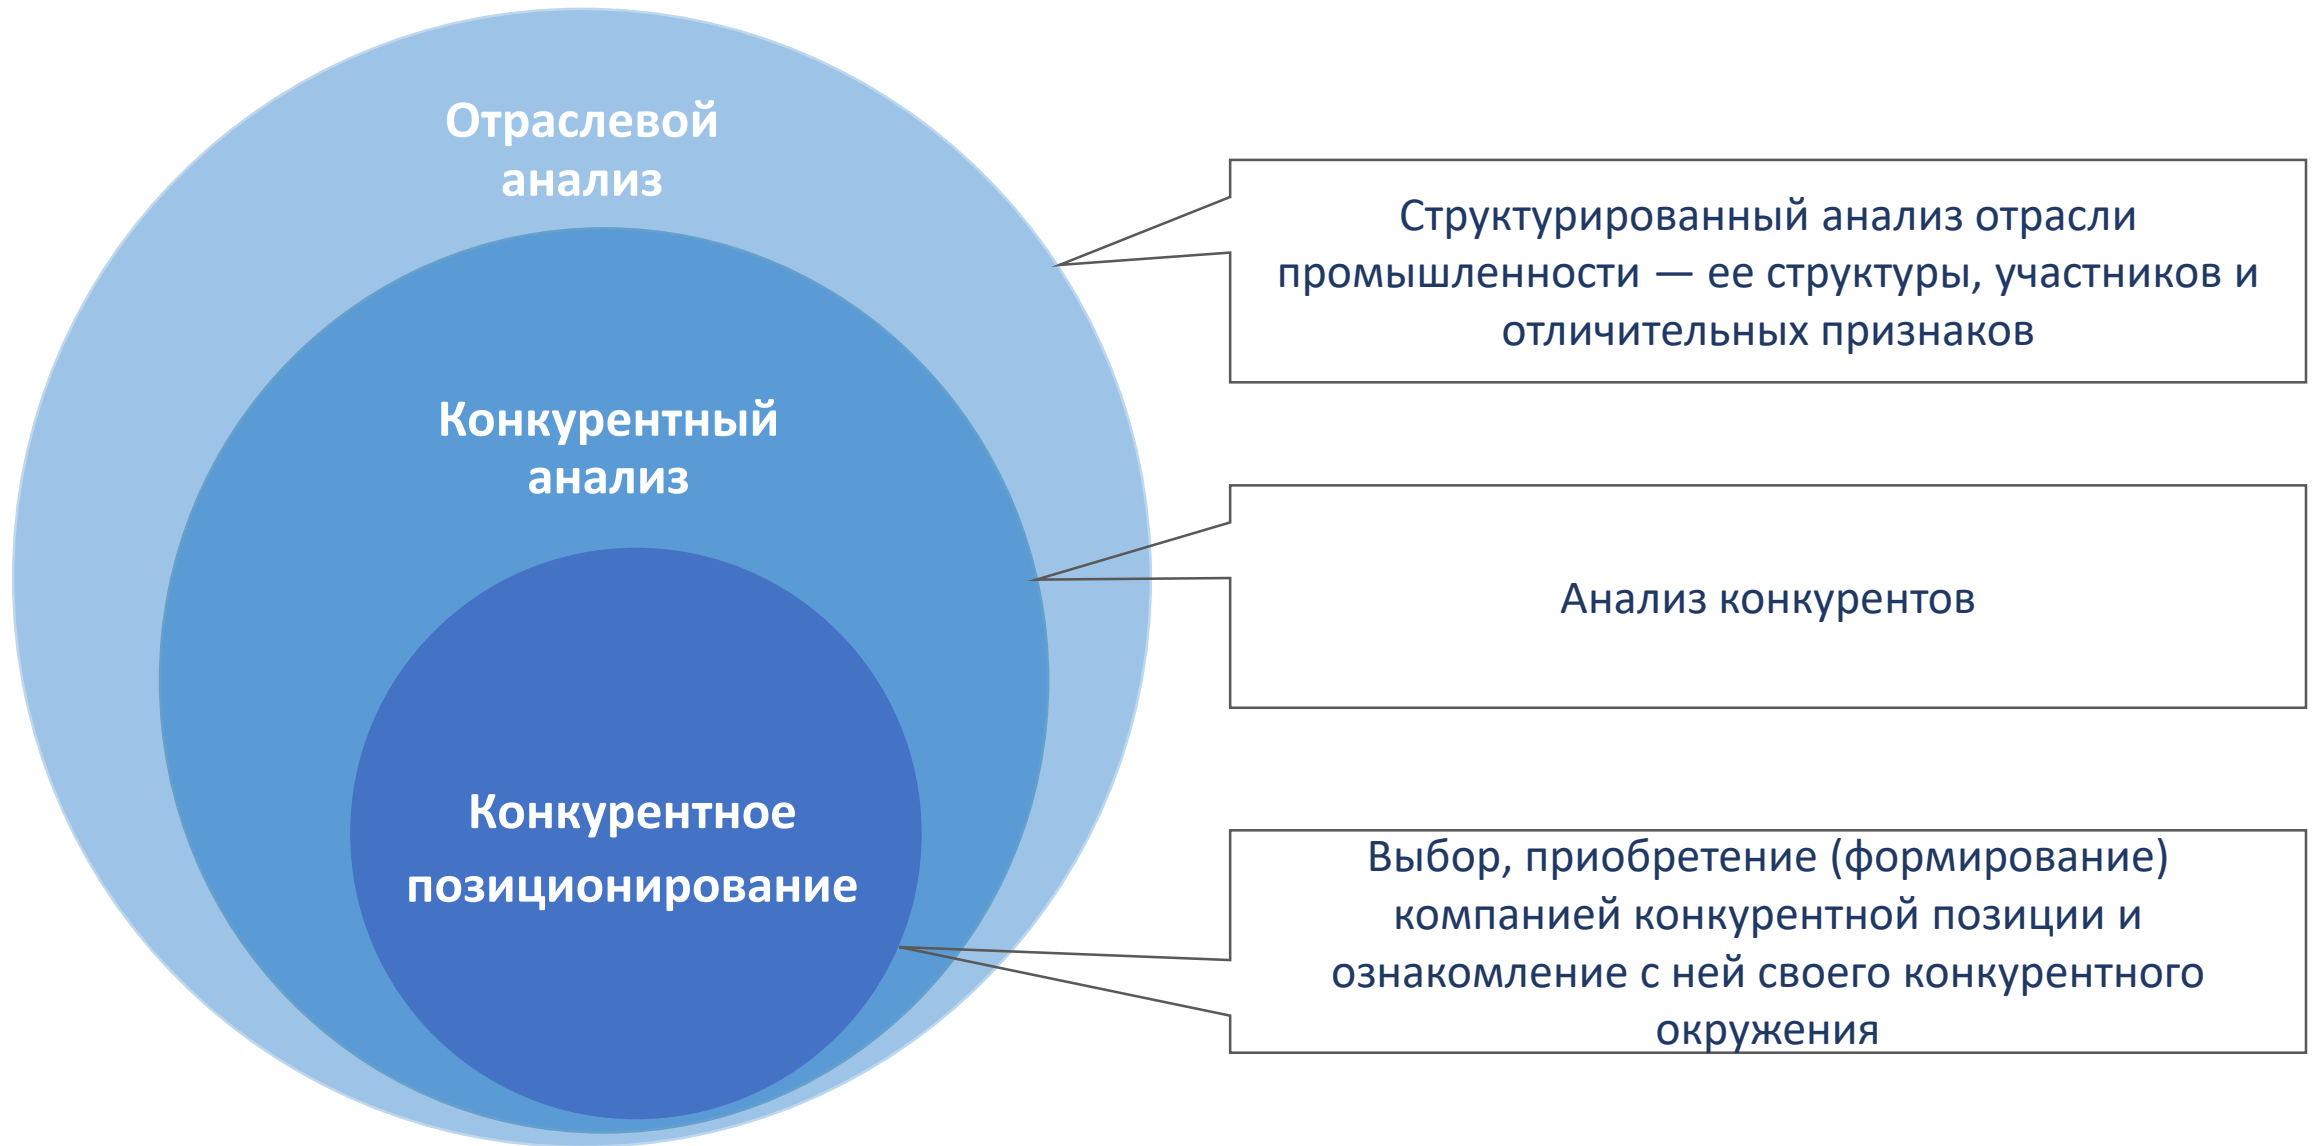 Отраслевой
анализ
Структурированный анализ отрасли
промышленности — ее структуры, участников и
отличительных признаков
Конкурентный
анализ
Анализ конкурентов
Конкурентное
позиционирование
Выбор, приобретение (формирование)
компанией конкурентной позиции и
ознакомление с ней своего конкурентного
окружения